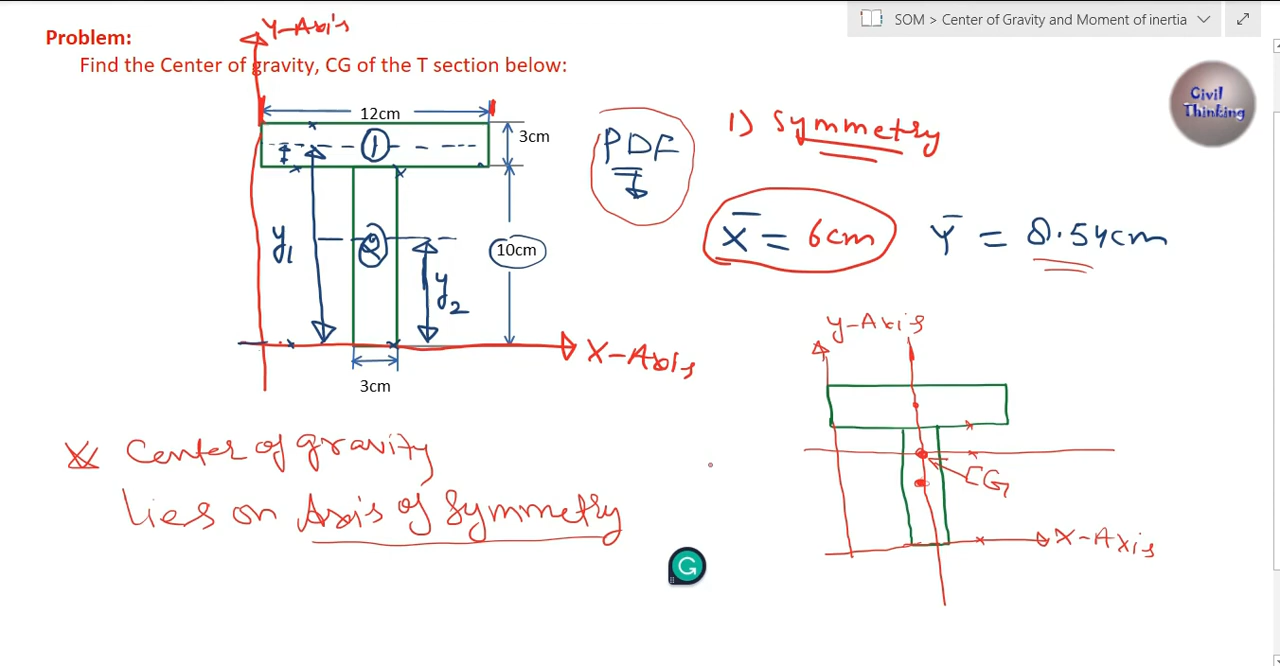 SOM > Center of Gravity and Moment of inertia
Problem:
Y-Axis
Find the Center of gravity, CG of the T section below:
Civil
Thinking
12cm
3cm
1
PDF
1) Symmetry
y1
2
10cm
y2
X̄ = 6cm
Ȳ = 8.54cm
X-Axis
3cm
y-Axis
CG
X-Axis
Center of gravity
lies on Axis of Symmetry
G